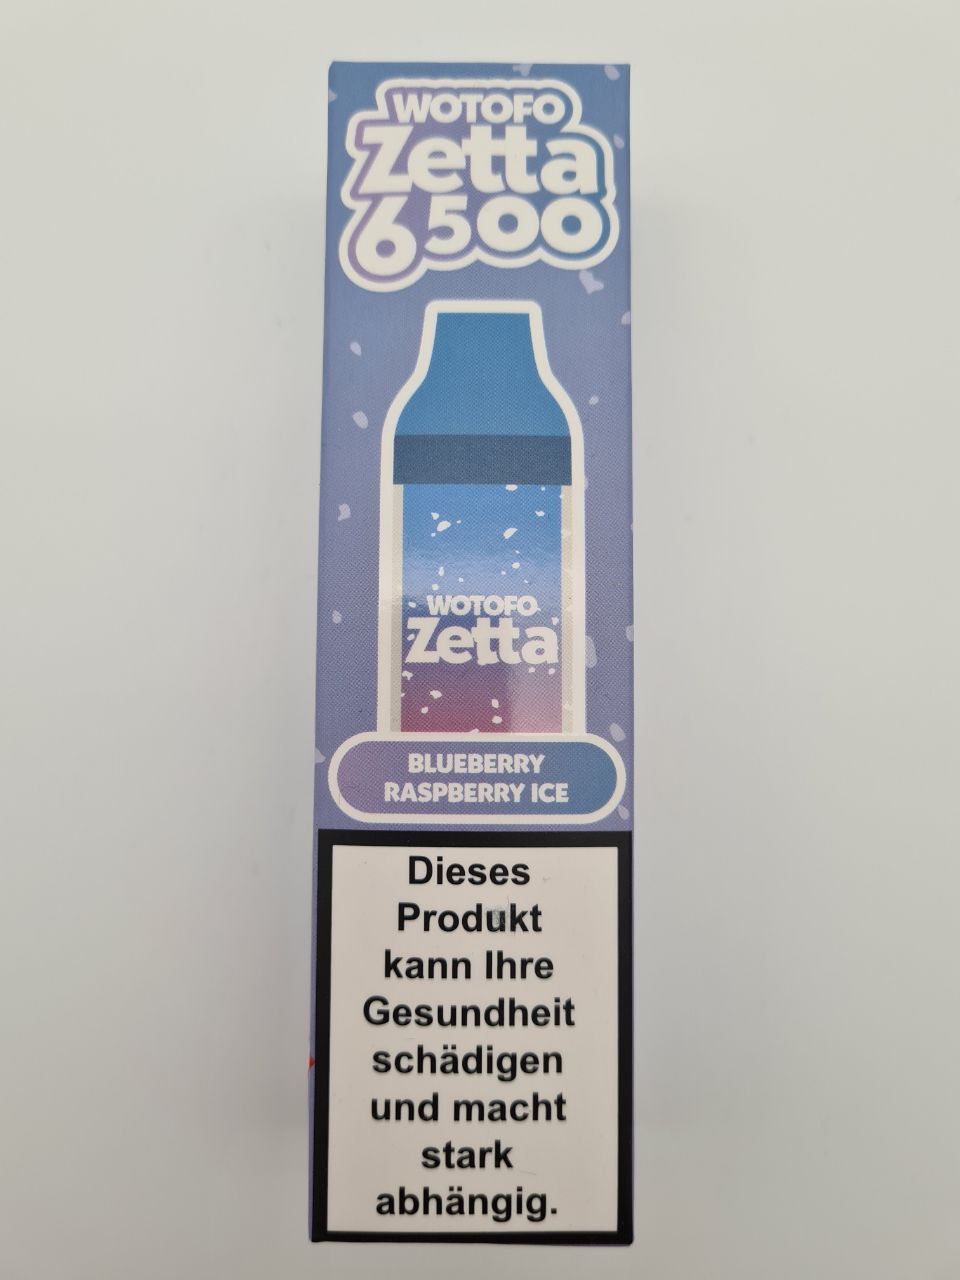 WOTOFO
Zetta
6500
WOTOFO
Zetta
BLUEBERRY
RASPBERRY ICE
Dieses
Produkt
kann Ihre
Gesundheit
schädigen
und macht
stark
abhängig.